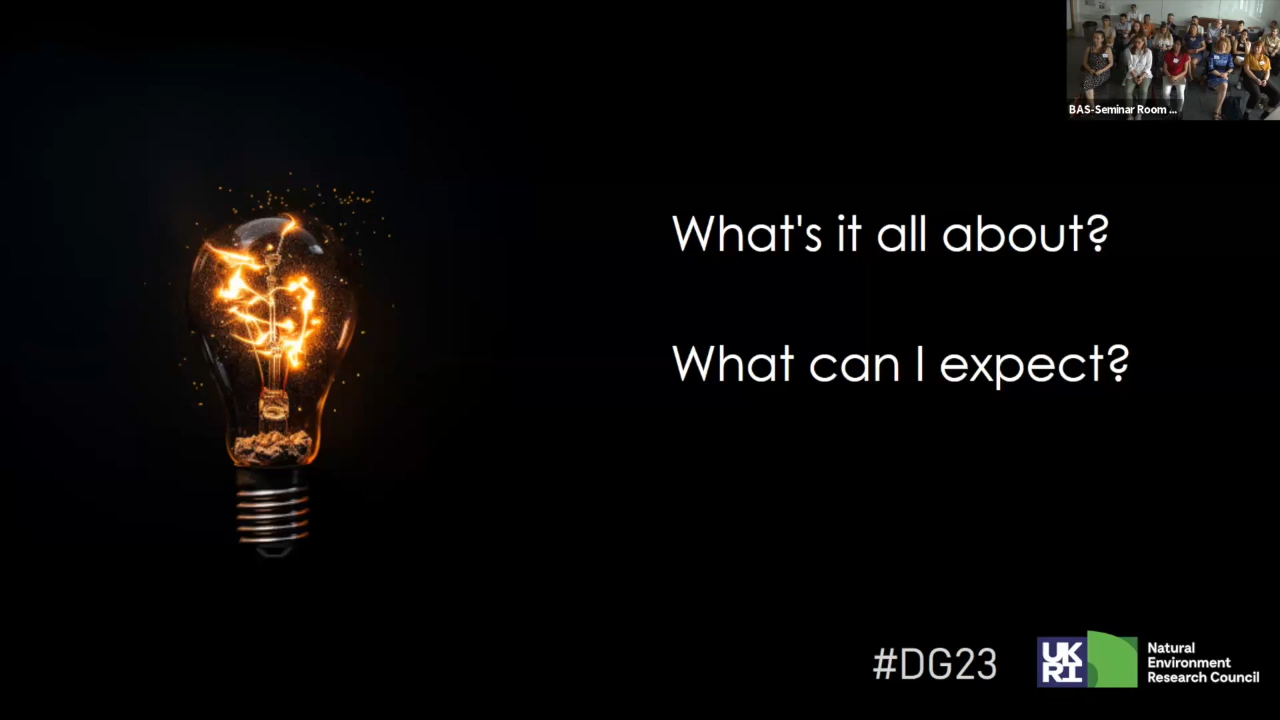 BAS-Seminar Room ...
What's it all about?
What can I expect?
#DG23
UK
RI
Natural
Environment
Research Council